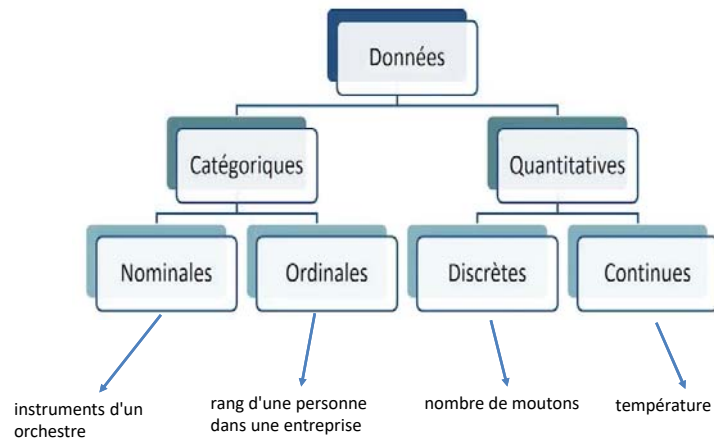 Données
Catégoriques
Quantitatives
Nominales
Ordinales
Discrètes
Continues
instruments d'un
orchestre
rang d'une personne
dans une entreprise
nombre de moutons
température